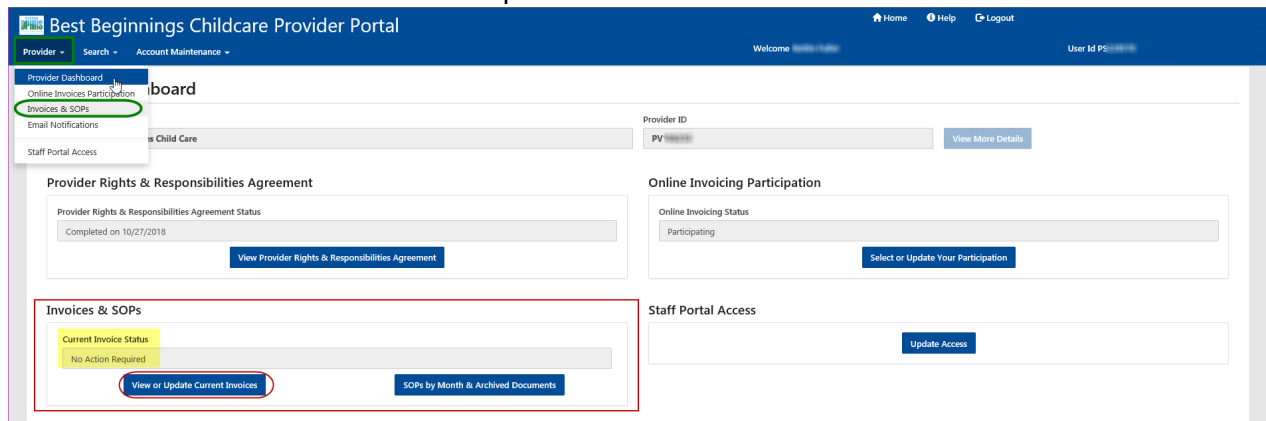 DPHHS Best Beginnings Childcare Provider Portal
Home Help Logout
Provider Search Account Maintenance
Welcome
User Id PS
Provider Dashboard
Online Invoices Participation
Invoices & SOPs
Email Notifications
Staff Portal Access
board
es Child Care
Provider ID
PV
View More Details
Provider Rights & Responsibilities Agreement
Provider Rights & Responsibilities Agreement Status
Completed on 10/27/2018
View Provider Rights & Responsibilities Agreement
Online Invoicing Participation
Online Invoicing Status
Participating
Select or Update Your Participation
Invoices & SOPs
Current Invoice Status
No Action Required
View or Update Current Invoices
SOPs by Month & Archived Documents
Staff Portal Access
Update Access